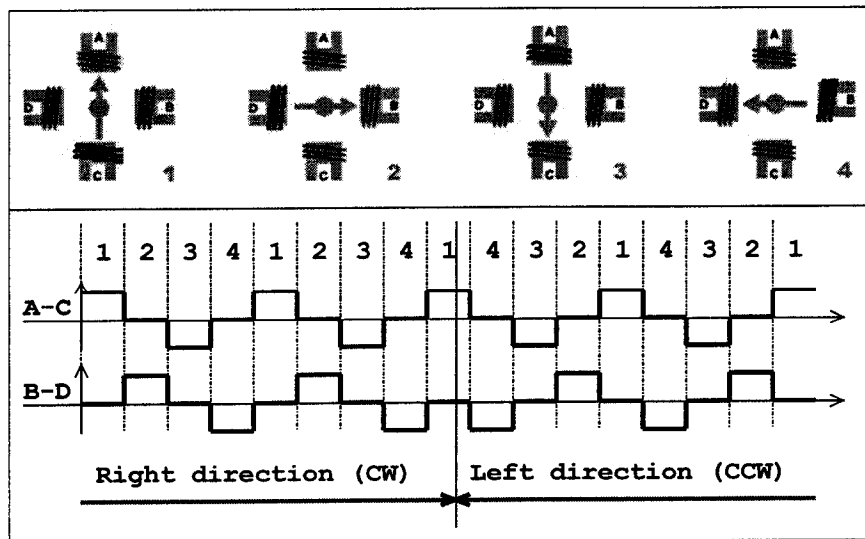 A A A A
D B D B D B D B
C 1 C 2 C 3 C 4
1 2 3 4 1 2 3 4 1 4 3 2 1 4 3 2 1
A-C
B-D
Right direction (CW) Left direction (CCW)